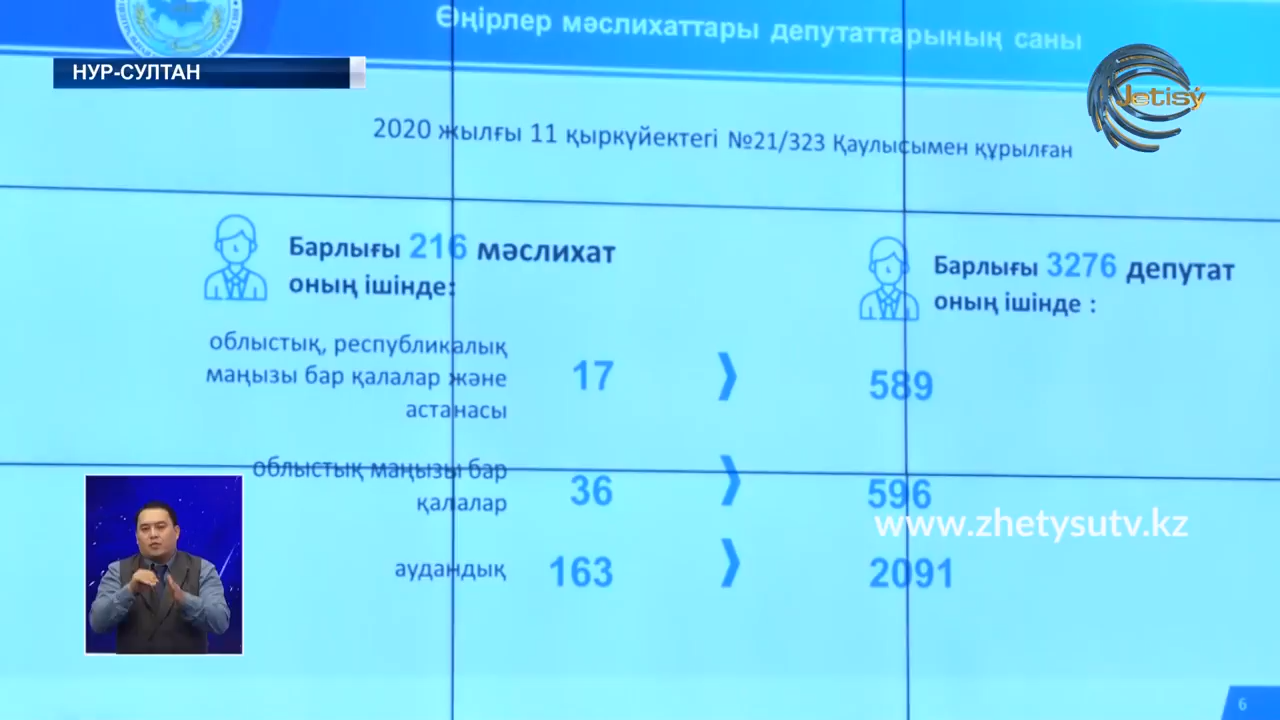 Өңірлер мәслихаттары депутаттарының саны
НУР-СУЛТАН
Jetisý
2020 жылғы 11 қыркүйектегі №21/323 Қаулысымен құрылған
Барлығы 216 мәслихат
оның ішінде:
Барлығы 3276 депутат
оның ішінде :
облыстық, республикалық
маңызы бар қалалар және
астанасы
17
589
облыстық маңызы бар
қалалар
36
596
www.zhetysutv.kz
аудандық
163
2091
6